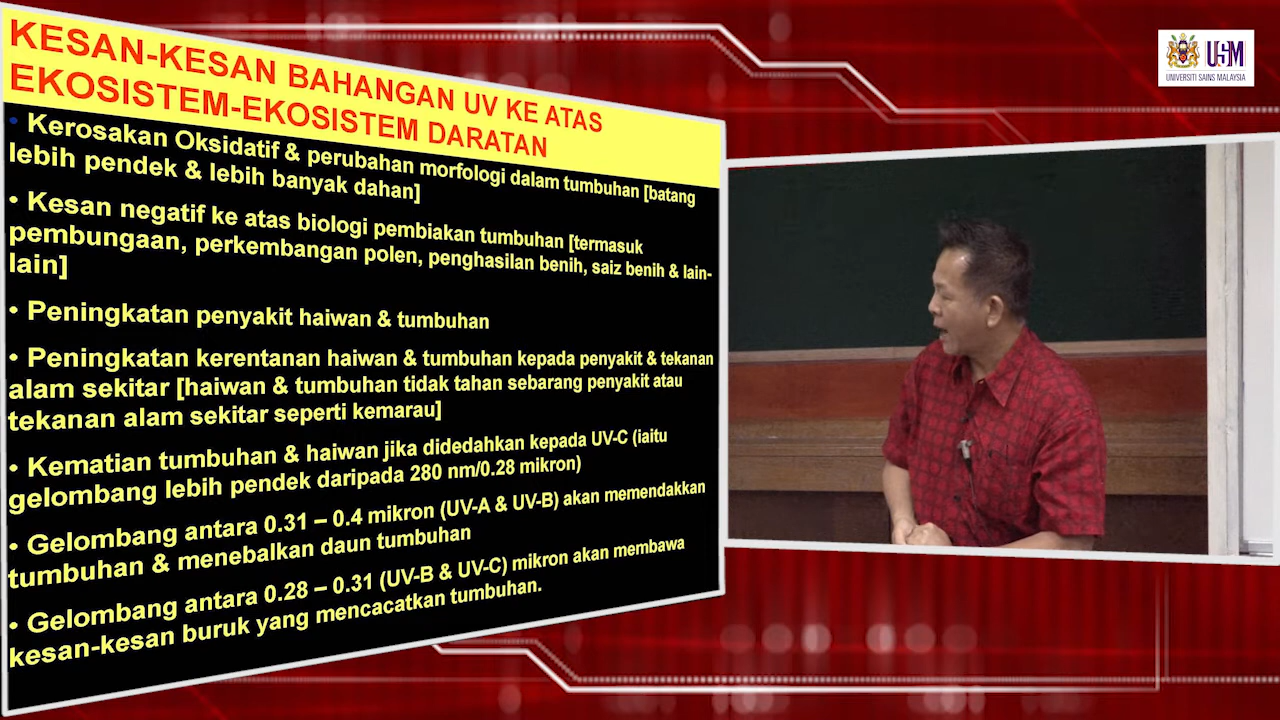 KESAN-KESAN BAHANGAN UV KE ATAS
EKOSISTEM-EKOSISTEM DARATAN
• Kerosakan Oksidatif & perubahan morfologi dalam tumbuhan [batang
lebih pendek & lebih banyak dahan]
• Kesan negatif ke atas biologi pembiakan tumbuhan [termasuk
pembungaan, perkembangan polen, penghasilan benih, saiz benih & lain-
lain]
• Peningkatan penyakit haiwan & tumbuhan
• Peningkatan kerentanan haiwan & tumbuhan kepada penyakit & tekanan
alam sekitar [haiwan & tumbuhan tidak tahan sebarang penyakit atau
tekanan alam sekitar seperti kemarau]
• Kematian tumbuhan & haiwan jika didedahkan kepada UV-C (iaitu
gelombang lebih pendek daripada 280 nm/0.28 mikron)
• Gelombang antara 0.31 – 0.4 mikron (UV-A & UV-B) akan memendakkan
tumbuhan & menebalkan daun tumbuhan
• Gelombang antara 0.28 – 0.31 (UV-B & UV-C) mikron akan membawa
kesan-kesan buruk yang mencacatkan tumbuhan.
USM
UNIVERSITI SAINS MALAYSIA